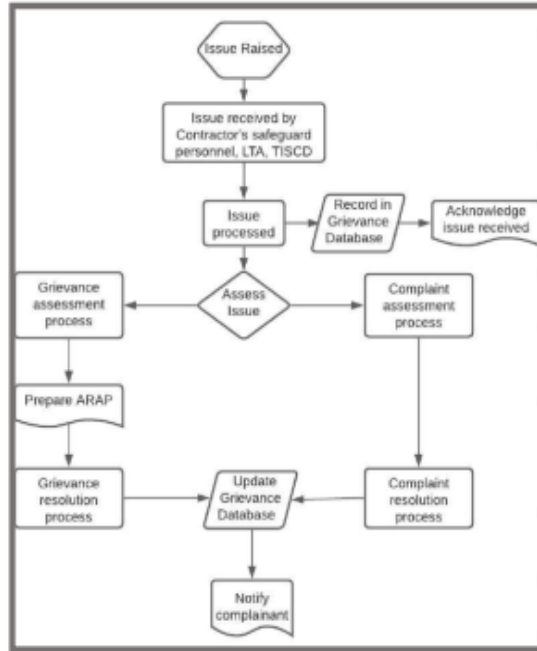 Issue Raised
Issue received by
Contractor's safeguard
personnel, LTA, TISCD
Issue
processed
Record in
Grievance
Database
Acknowledge
issue received
Assess
Issue
Grievance
assessment
process
Complaint
assessment
process
Prepare ARAP
Grievance
resolution
process
Update
Grievance
Database
Complaint
resolution
process
Notify
complainant